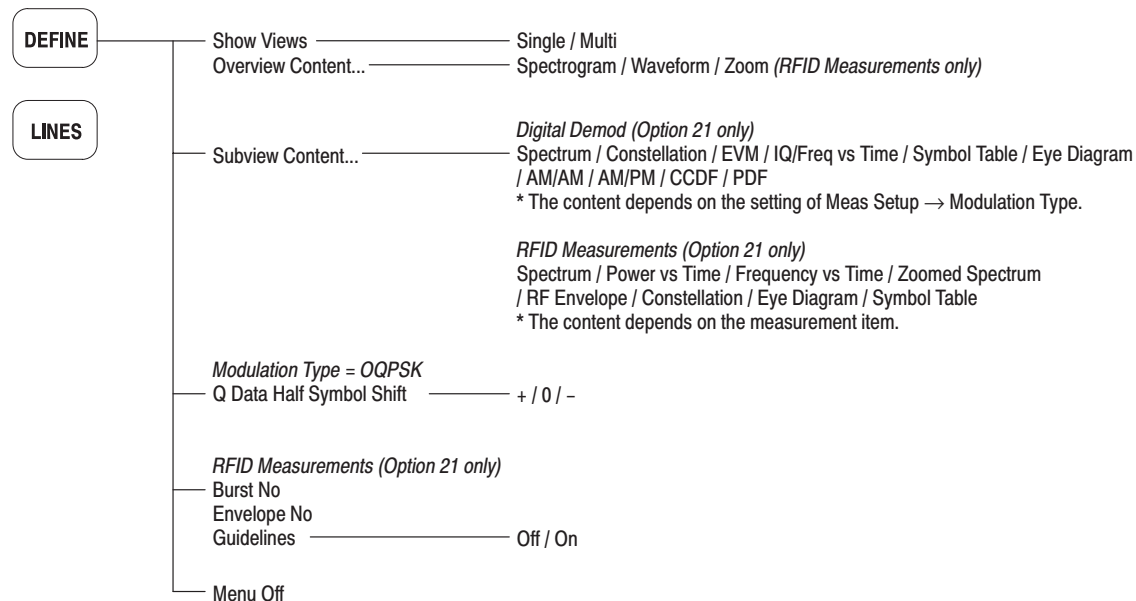 DEFINE
Show Views Single / Multi
Overview Content... Spectrogram / Waveform / Zoom (RFID Measurements only)
LINES
Digital Demod (Option 21 only)
Subview Content... Spectrum / Constellation / EVM / IQ/Freq vs Time / Symbol Table / Eye Diagram
/ AM/AM / AM/PM / CCDF / PDF
* The content depends on the setting of Meas Setup → Modulation Type.
RFID Measurements (Option 21 only)
Spectrum / Power vs Time / Frequency vs Time / Zoomed Spectrum
/ RF Envelope / Constellation / Eye Diagram / Symbol Table
* The content depends on the measurement item.
Modulation Type = OQPSK
Q Data Half Symbol Shift + / 0 / –
RFID Measurements (Option 21 only)
Burst No
Envelope No
Guidelines Off / On
Menu Off